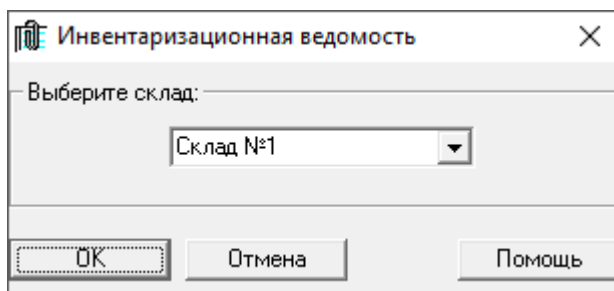 Инвентаризационная ведомость
Выберите склад:
Склад №1
OK
Отмена
Помощь